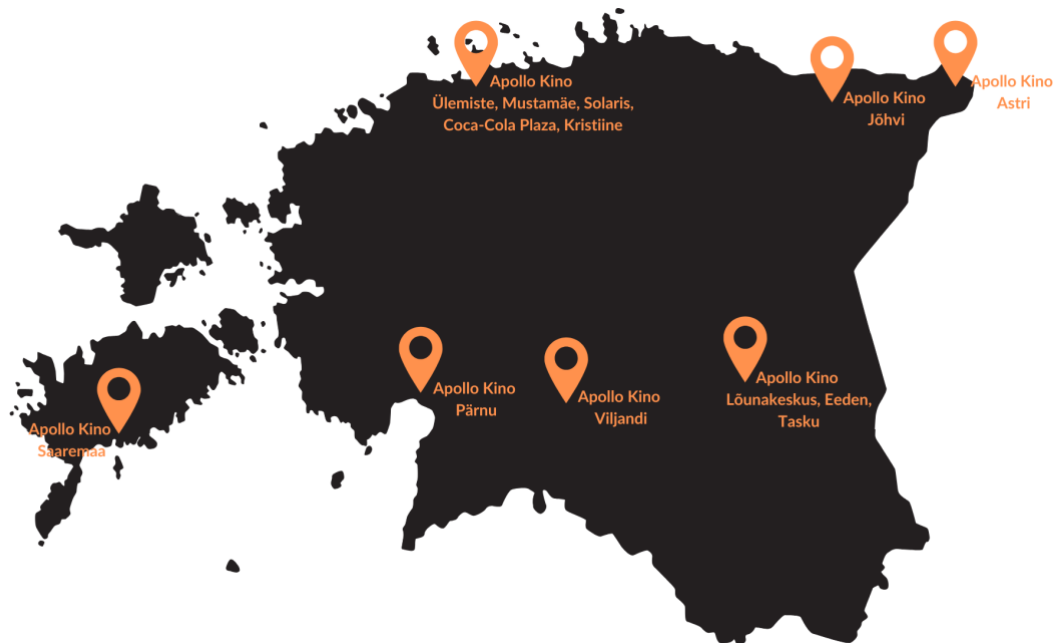 Apollo Kino
Ülemiste, Mustamäe, Solaris,
Coca-Cola Plaza, Kristiine
Apollo Kino
Jõhvi
Apollo Kino
Astri
Apollo Kino
Saaremaa
Apollo Kino
Pärnu
Apollo Kino
Viljandi
Apollo Kino
Lõunakeskus, Eeden,
Tasku